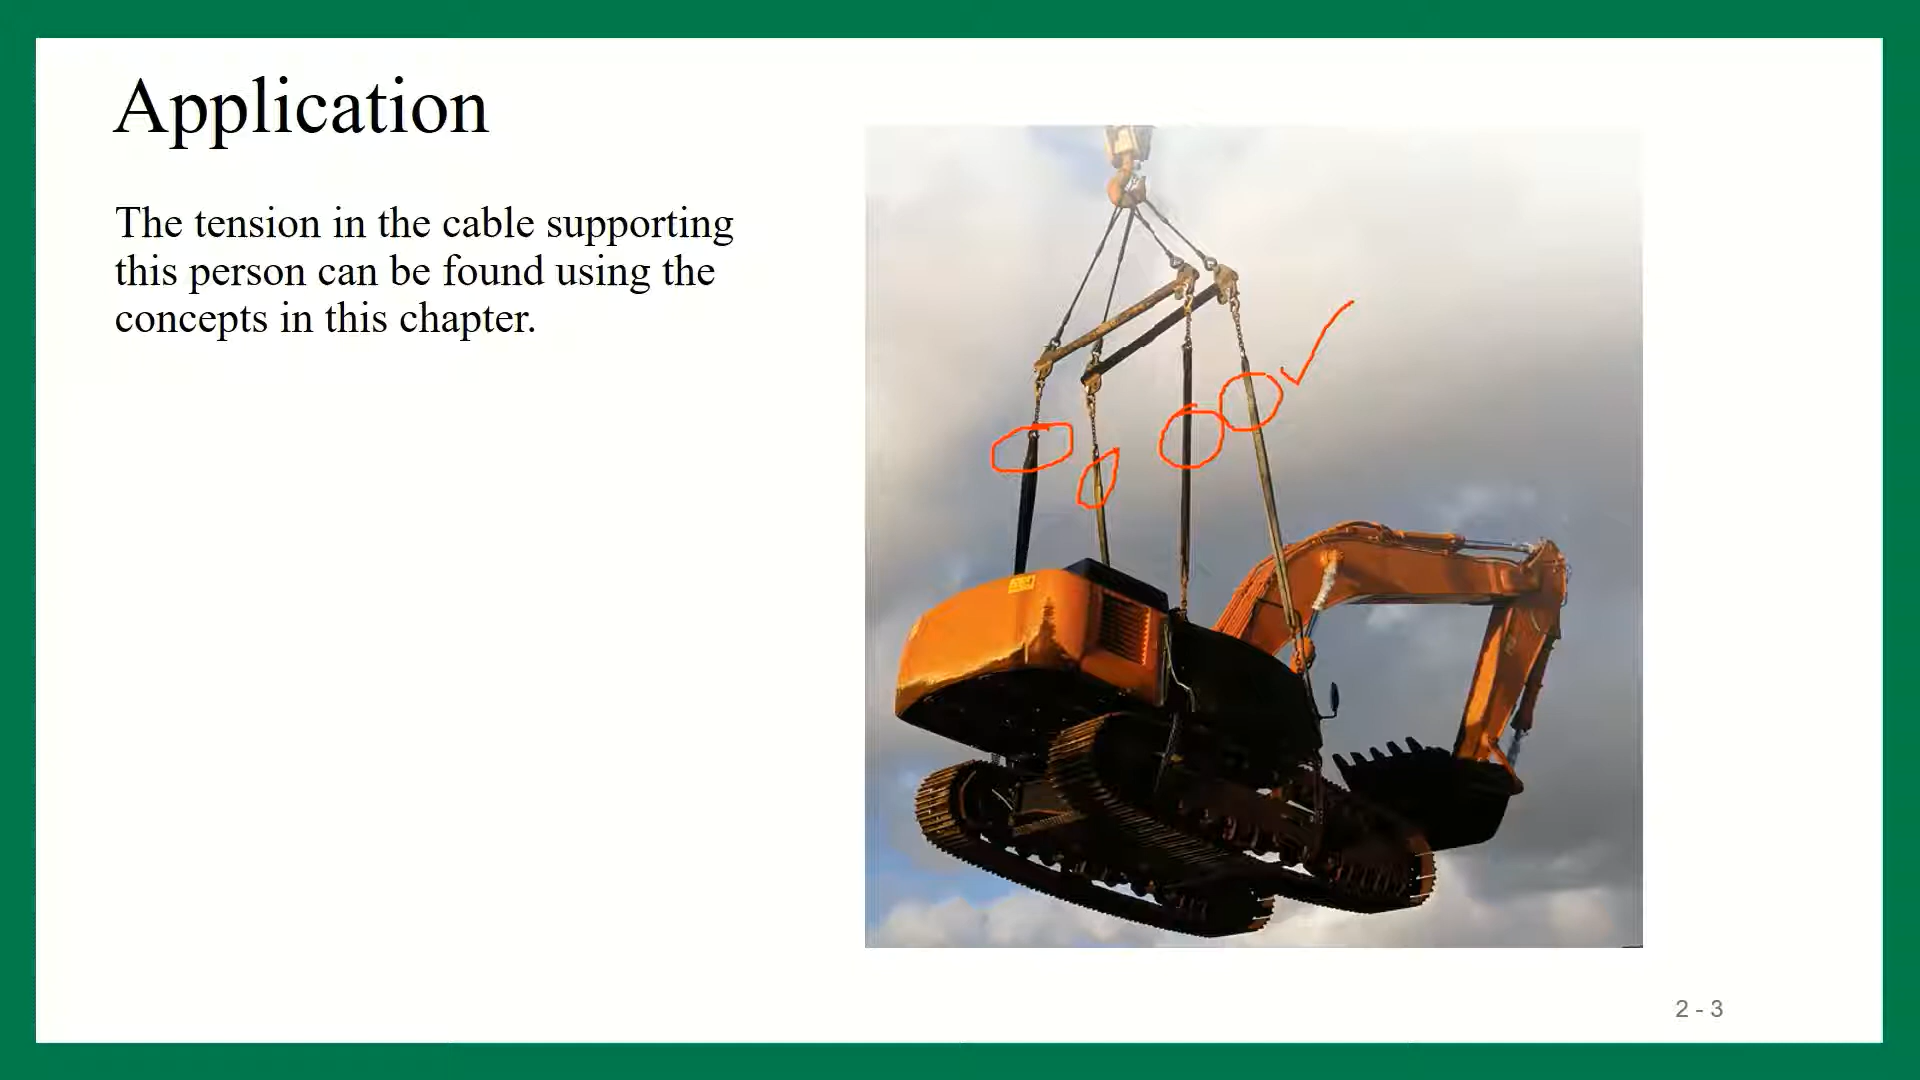 Application
The tension in the cable supporting
this person can be found using the
concepts in this chapter.
2 - 3